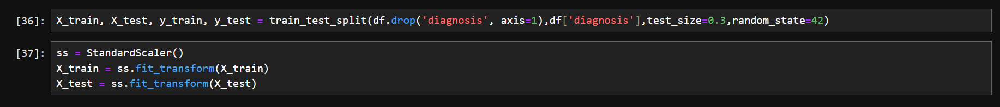 [36]: X_train, X_test, y_train, y_test = train_test_split(df.drop('diagnosis', axis=1),df['diagnosis'],test_size=0.3,random_state=42)
[37]: ss = StandardScaler()
X_train = ss.fit_transform(X_train)
X_test = ss.fit_transform(X_test)